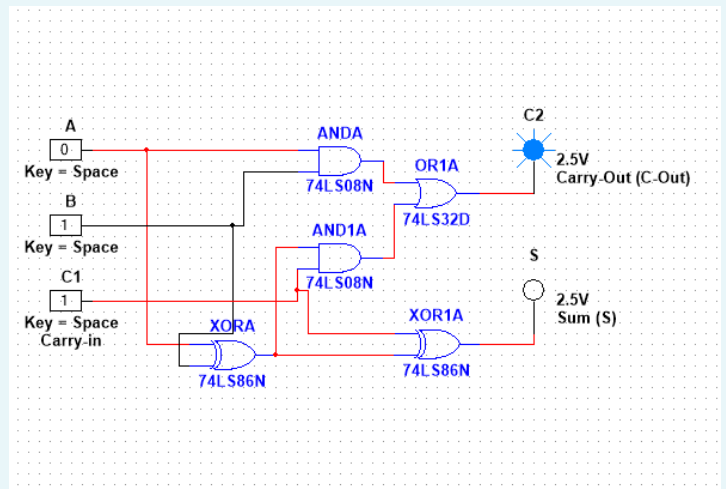 A
0
Key = Space
B
1
Key = Space
C1
1
Key = Space
Carry-in
ANDA
74LS08N
AND1A
74LS08N
XORA
74LS86N
OR1A
74LS32D
XOR1A
74LS86N
C2
2.5V
Carry-Out (C-Out)
S
2.5V
Sum (S)